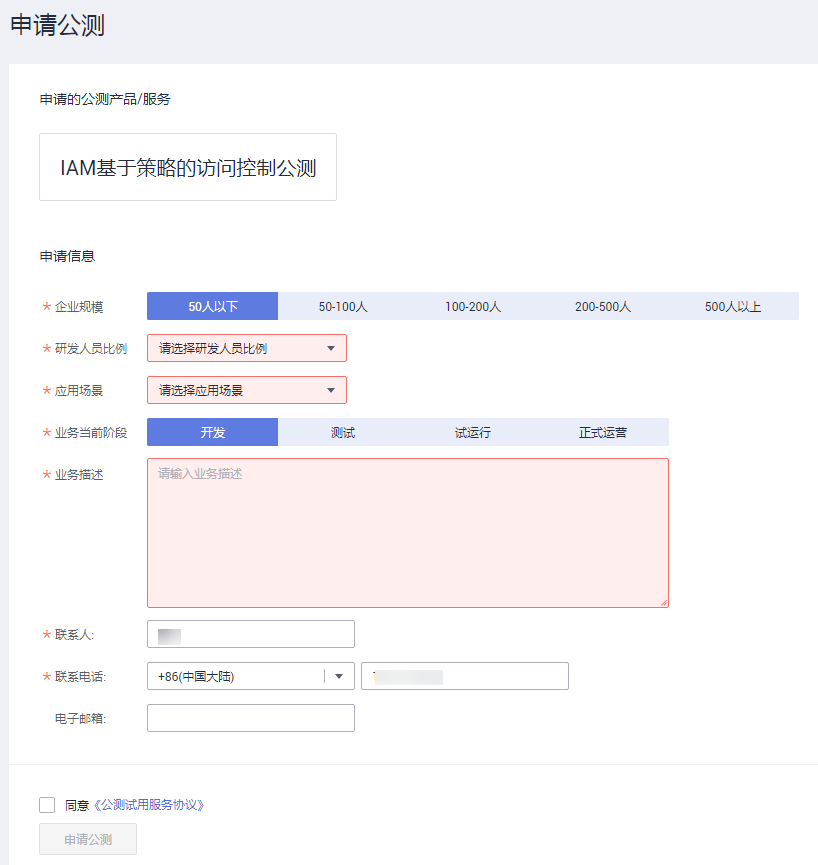 申请公测
申请的公测产品/服务
IAM基于策略的访问控制公测
申请信息
* 企业规模 50人以下 50-100人 100-200人 200-500人 500人以上
* 研发人员比例 请选择研发人员比例
* 应用场景 请选择应用场景
* 业务当前阶段 开发 测试 试运行 正式运营
* 业务描述 请输入业务描述
* 联系人:
* 联系电话: +86(中国大陆)
电子邮箱:
同意《公测试用服务协议》
申请公测